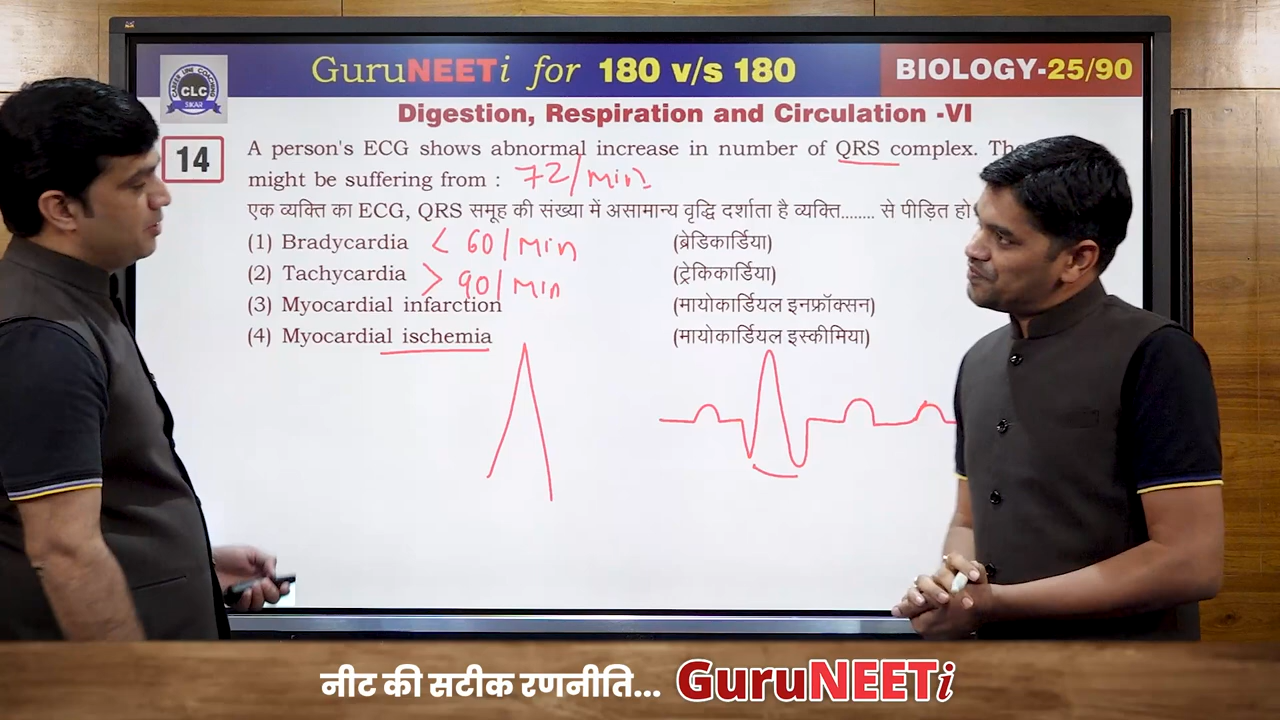 GuruNEETi for 180 v/s 180
BIOLOGY-25/90
CAREER LINE COACHING
CLC
SIKAR
Digestion, Respiration and Circulation -VI
14
A person's ECG shows abnormal increase in number of QRS complex. The
might be suffering from : 72/min
एक व्यक्ति का ECG, QRS समूह की संख्या में असामान्य वृद्धि दर्शाता है व्यक्ति........ से पीड़ित हो
(1) Bradycardia < 60/Min (ब्रेडिकार्डिया)
(2) Tachycardia > 90/Min (ट्रेकिकार्डिया)
(3) Myocardial infarction (मायोकार्डियल इनफ्रॉक्सन)
(4) Myocardial ischemia (मायोकार्डियल इस्कीमिया)
नीट की सटीक रणनीति... GuruNEETi